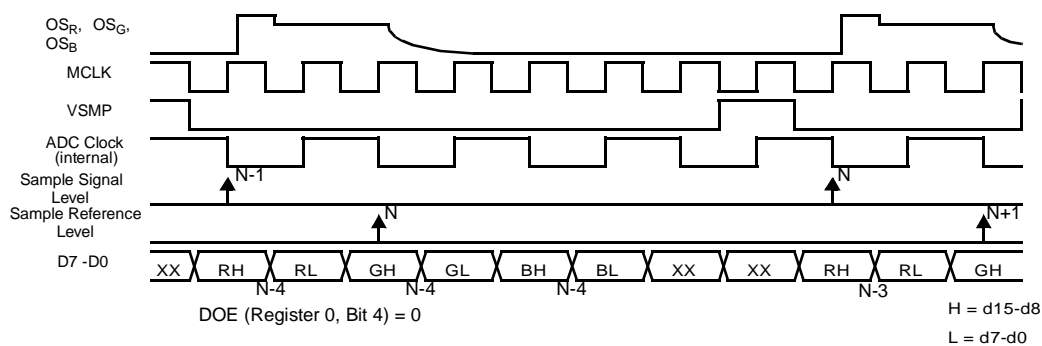 OSR, OSG,
OSB
MCLK
VSMP
ADC Clock
(internal)
Sample Signal
Level
N-1
N
Sample Reference
Level
N
N+1
D7 -D0
XX RH RL GH GL BH BL XX XX RH RL GH
N-4 N-4 N-4 N-3
DOE (Register 0, Bit 4) = 0
H = d15-d8
L = d7-d0